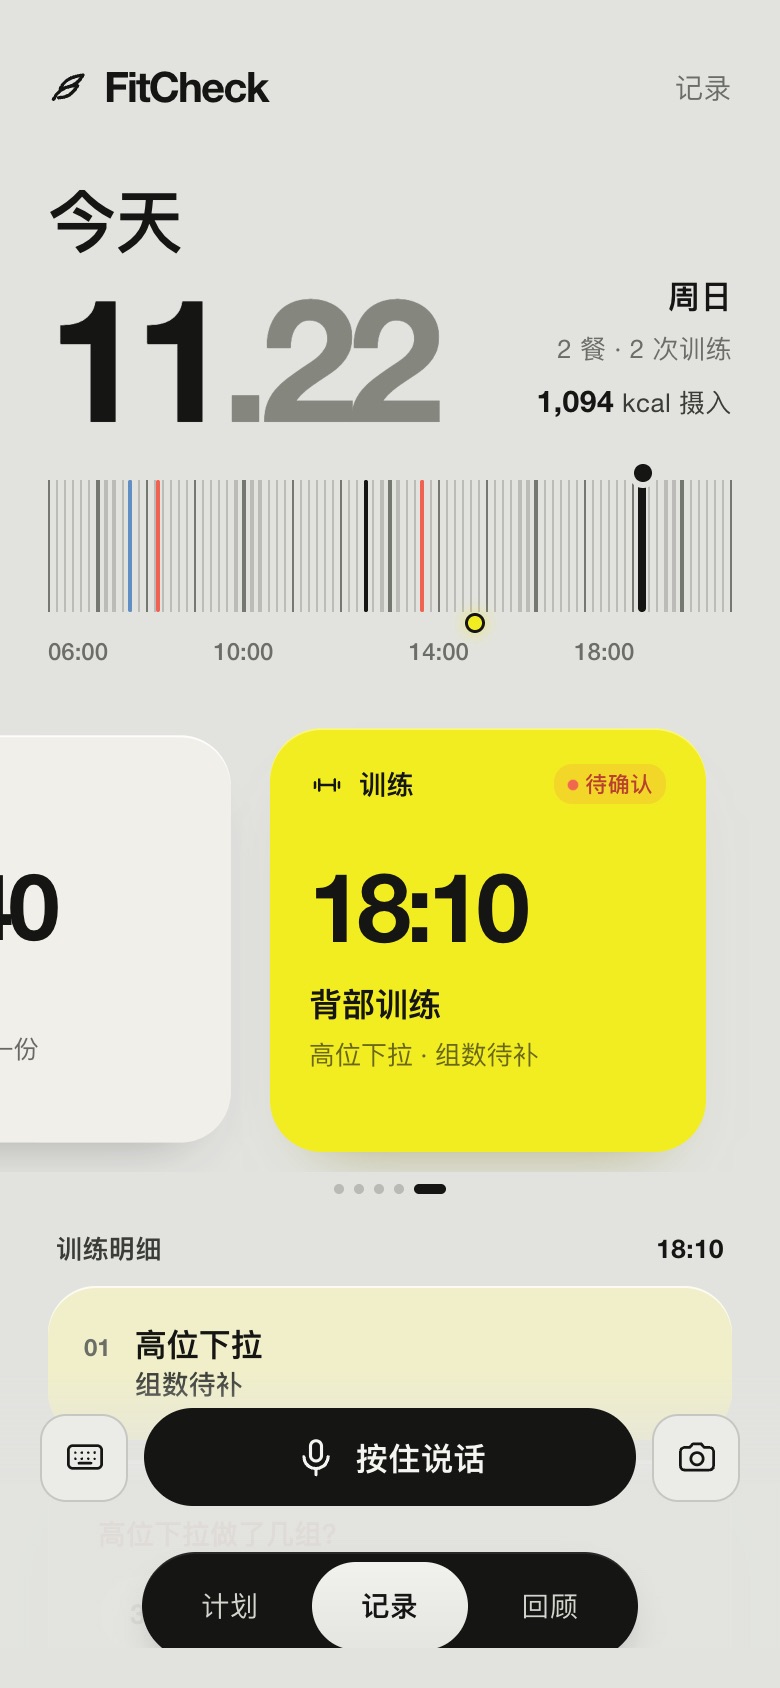 FitCheck
记录
今天
11.22
周日
2 餐 · 2 次训练
1,094 kcal 摄入
06:00 10:00 14:00 18:00
40
一份
训练
待确认
18:10
背部训练
高位下拉 · 组数待补
训练明细 18:10
01 高位下拉
组数待补
按住说话
高位下拉做了几组?
3
计划 记录 回顾